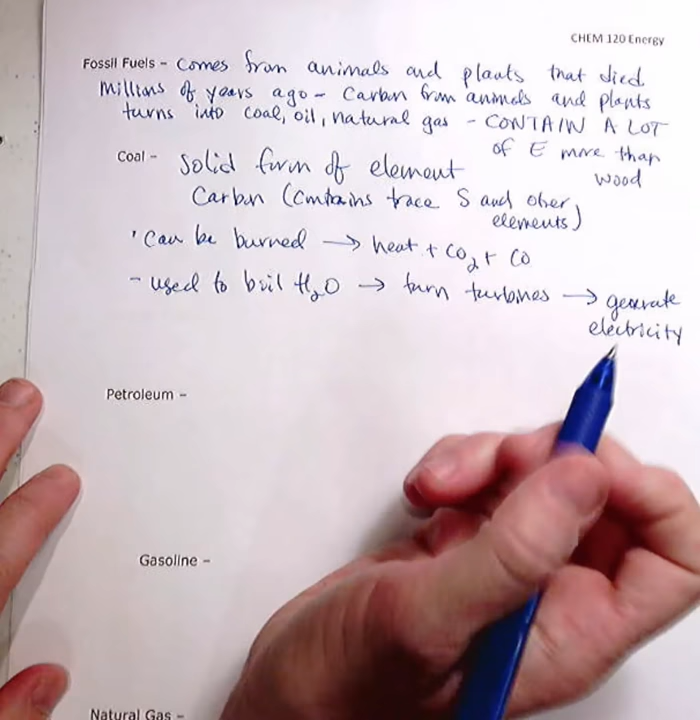 CHEM 120 Energy
Fossil Fuels - Comes from animals and plants that died
Millions of years ago - Carbon from animals and plants
turns into coal, oil, natural gas - CONTAIN A LOT
of E more than
wood
Coal - solid form of element
Carbon (contains trace S and other
elements)
' can be burned → heat + CO₂ + CO
- used to boil H₂O → turn turbines → generate
electricity
Petroleum -
Gasoline -
Natural Gas -